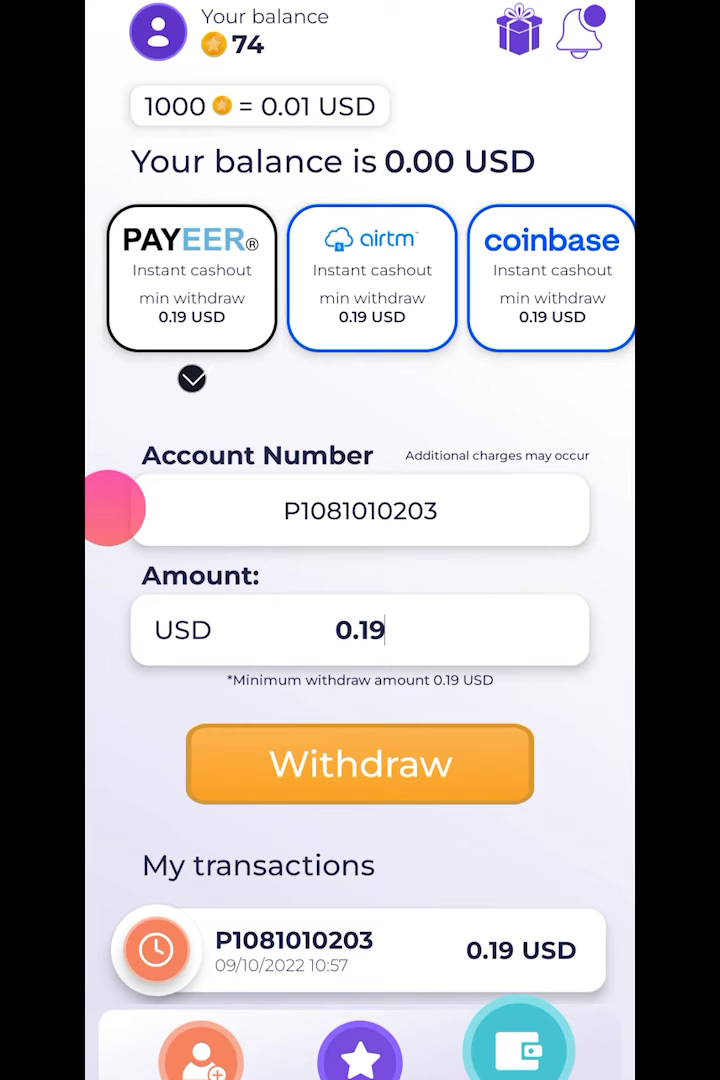 Your balance
74
1000 = 0.01 USD
Your balance is 0.00 USD
PAYEER®
Instant cashout
min withdraw
0.19 USD
airtm™
Instant cashout
min withdraw
0.19 USD
coinbase
Instant cashout
min withdraw
0.19 USD
Account Number
Additional charges may occur
P1081010203
Amount:
USD 0.19
*Minimum withdraw amount 0.19 USD
Withdraw
My transactions
P1081010203
09/10/2022 10:57
0.19 USD